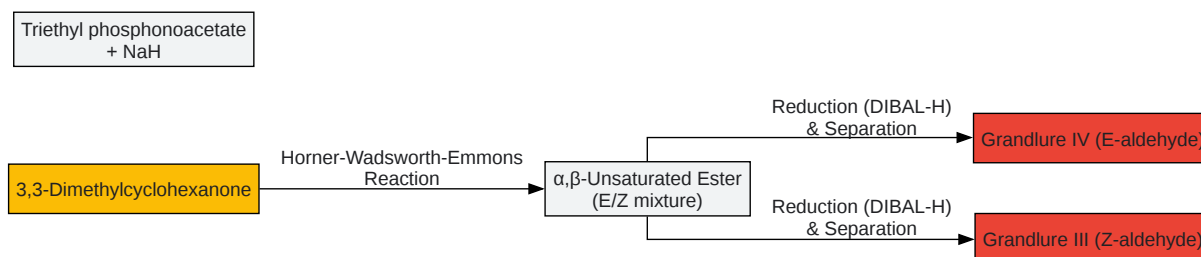 Triethyl phosphonoacetate
+ NaH
3,3-Dimethylcyclohexanone
Horner-Wadsworth-Emmons
Reaction
α,β-Unsaturated Ester
(E/Z mixture)
Reduction (DIBAL-H)
& Separation
Grandlure IV (E-aldehyde)
Reduction (DIBAL-H)
& Separation
Grandlure III (Z-aldehyde)